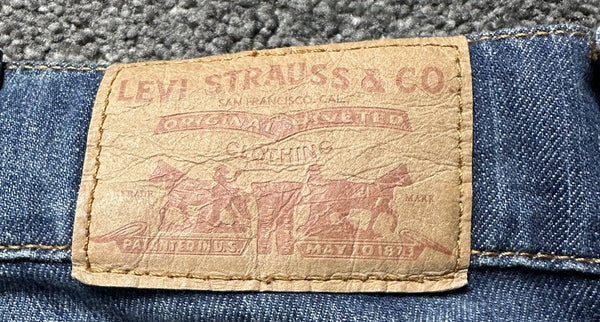 LEVI STRAUSS & CO.
SAN FRANCISCO, CAL.
ORIGINAL RIVETED
CLOTHING
TRADE MARK
PATENTED IN U.S. MAY 20 1873